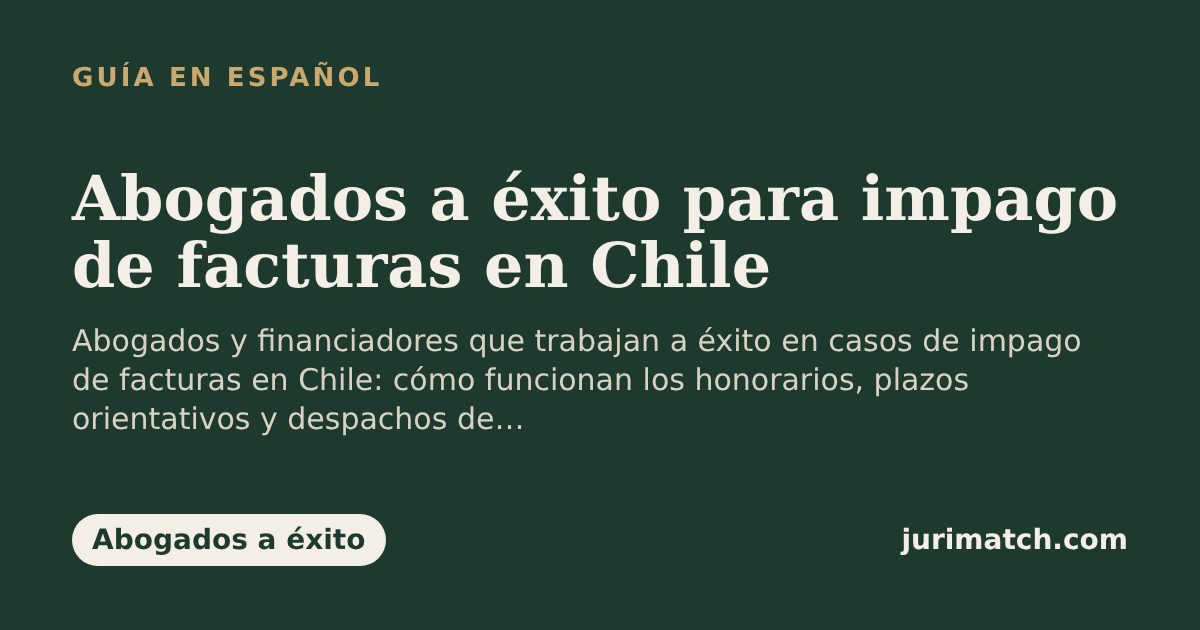 GUÍA EN ESPAÑOL
Abogados a éxito para impago
de facturas en Chile
Abogados y financiadores que trabajan a éxito en casos de impago
de facturas en Chile: cómo funcionan los honorarios, plazos
orientativos y despachos de…
Abogados a éxito
jurimatch.com